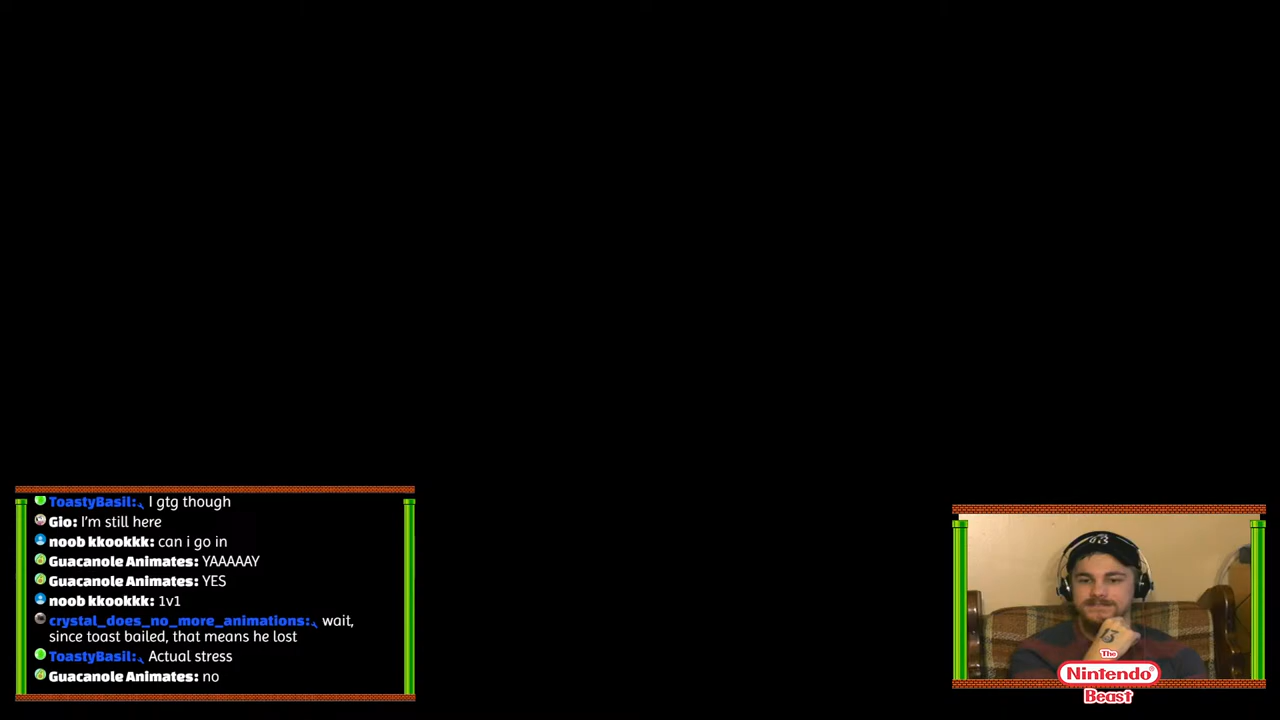 ToastyBasil: I gtg though
Gio: I'm still here
noob kkookkk: can i go in
Guacanole Animates: YAAAAAY
Guacanole Animates: YES
noob kkookkk: 1v1
crystal_does_no_more_animations: wait,
since toast bailed, that means he lost
ToastyBasil: Actual stress
Guacanole Animates: no
The
Nintendo
Beast